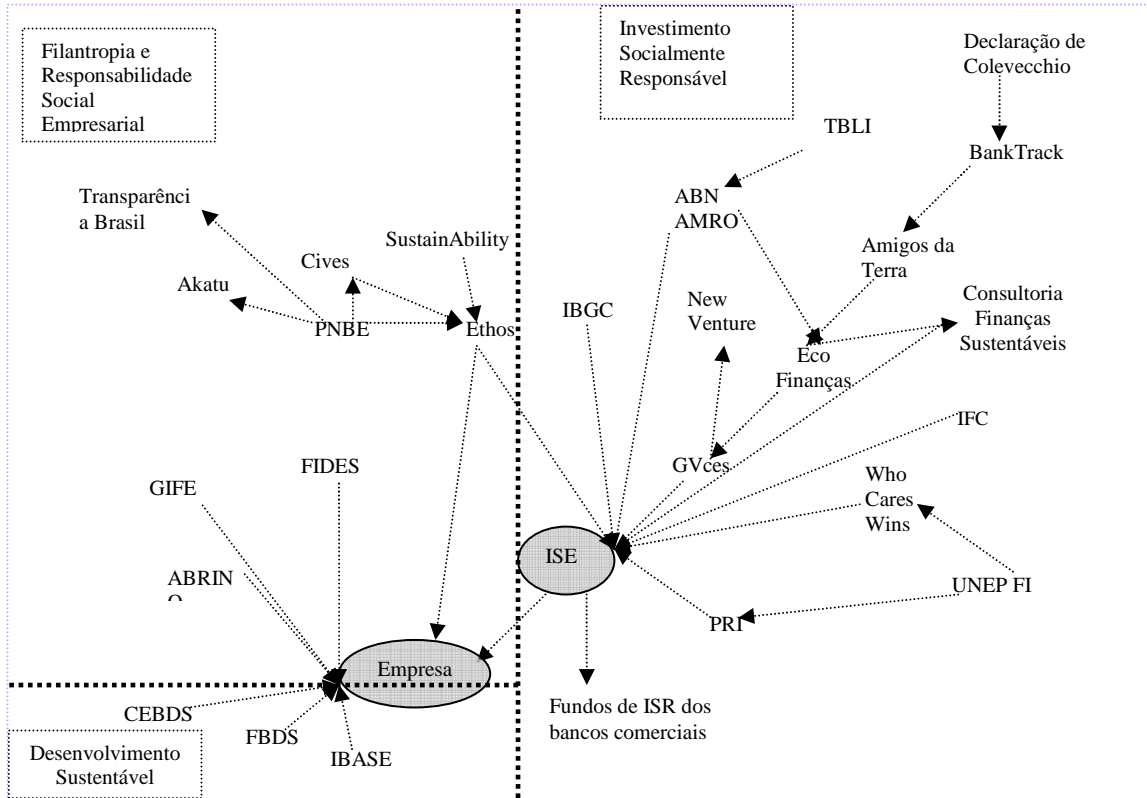 Filantropia e
Responsabilidade
Social
Empresarial
Investimento
Socialmente
Responsável
Declaração de
Colevecchio
TBLI
BankTrack
Transparênci
a Brasil
ABN
AMRO
SustainAbility
Amigos da
Terra
Cives
Akatu
PNBE
Ethos
IBGC
New
Venture
Consultoria
Finanças
Sustentáveis
Eco
Finanças
IFC
FIDES
GVces
GIFE
Who
Cares
Wins
ISE
ABRIN
O
UNEP FI
PRI
Empresa
CEBDS
FBDS
IBASE
Fundos de ISR dos
bancos comerciais
Desenvolvimento
Sustentável